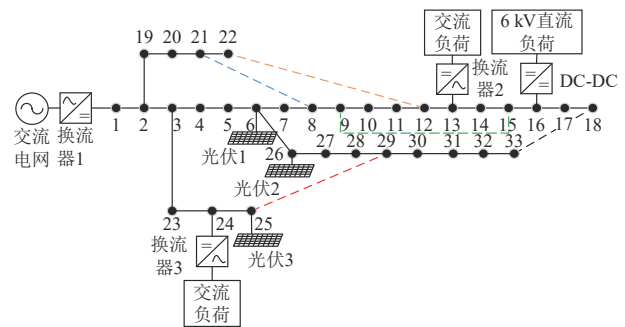 交流
负荷
6 kV直流
负荷
19 20 21 22
换流
器2
DC-DC
1 2 3 4 5 6 7 8 9 10 11 12 13 14 15 16 17 18
交流
电网
换流
器1
光伏1
26 27 28 29 30 31 32 33
光伏2
23 24 25
换流
器3
光伏3
交流
负荷